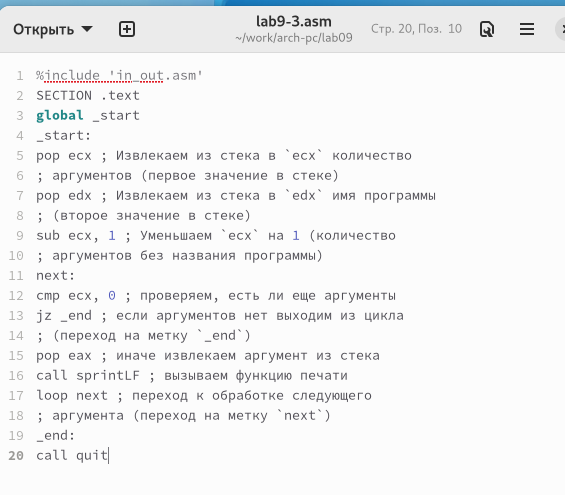 lab9-3.asm
Открыть
~/work/arch-pc/lab09
Стр. 20, Поз. 10
1 %include 'in_out.asm'
2 SECTION .text
3 global _start
4 _start:
5 pop ecx ; Извлекаем из стека в `ecx` количество
6 ; аргументов (первое значение в стеке)
7 pop edx ; Извлекаем из стека в `edx` имя программы
8 ; (второе значение в стеке)
9 sub ecx, 1 ; Уменьшаем `ecx` на 1 (количество
10 ; аргументов без названия программы)
11 next:
12 cmp ecx, 0 ; проверяем, есть ли еще аргументы
13 jz _end ; если аргументов нет выходим из цикла
14 ; (переход на метку `_end`)
15 pop eax ; иначе извлекаем аргумент из стека
16 call sprintLF ; вызываем функцию печати
17 loop next ; переход к обработке следующего
18 ; аргумента (переход на метку `next`)
19 _end:
20 call quit